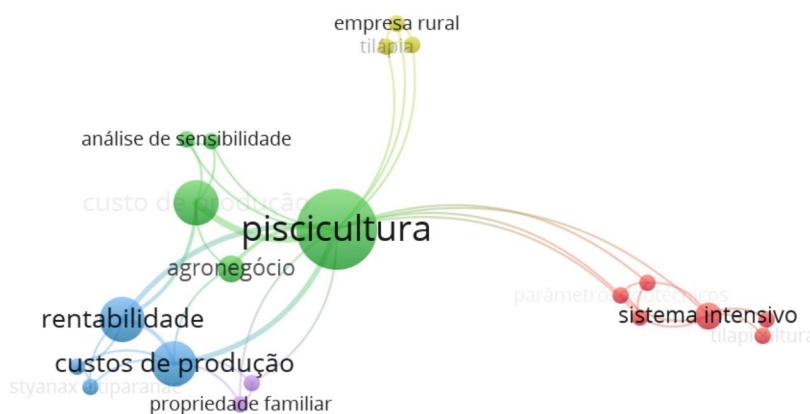 empresa rural
tilápia
análise de sensibilidade
custo de produção
piscicultura
agronegócio
parâmetros zootécnicos
rentabilidade
sistema intensivo
tilapicultura
custos de produção
propriedade familiar